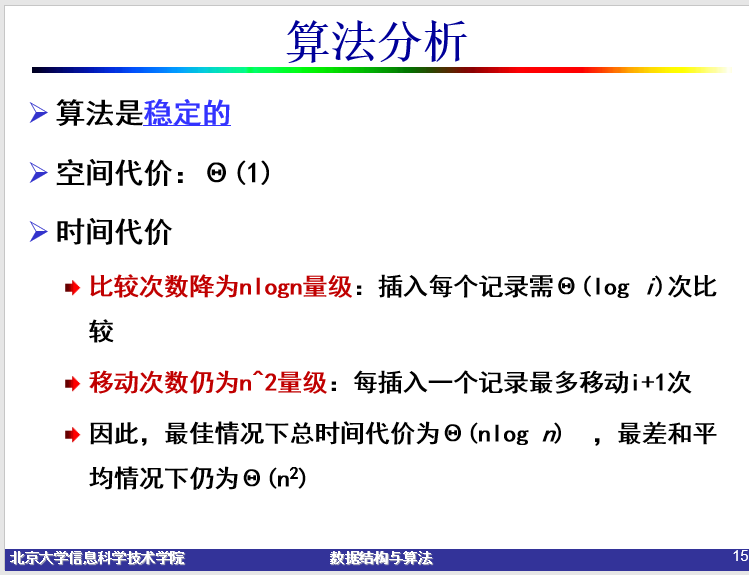 算法分析
算法是稳定的
空间代价：Θ(1)
时间代价
比较次数降为nlogn量级：插入每个记录需Θ(log i)次比
较
移动次数仍为n^2量级：每插入一个记录最多移动i+1次
因此，最佳情况下总时间代价为Θ(nlog n) ，最差和平
均情况下仍为Θ(n²)
北京大学信息科学技术学院 数据结构与算法 15